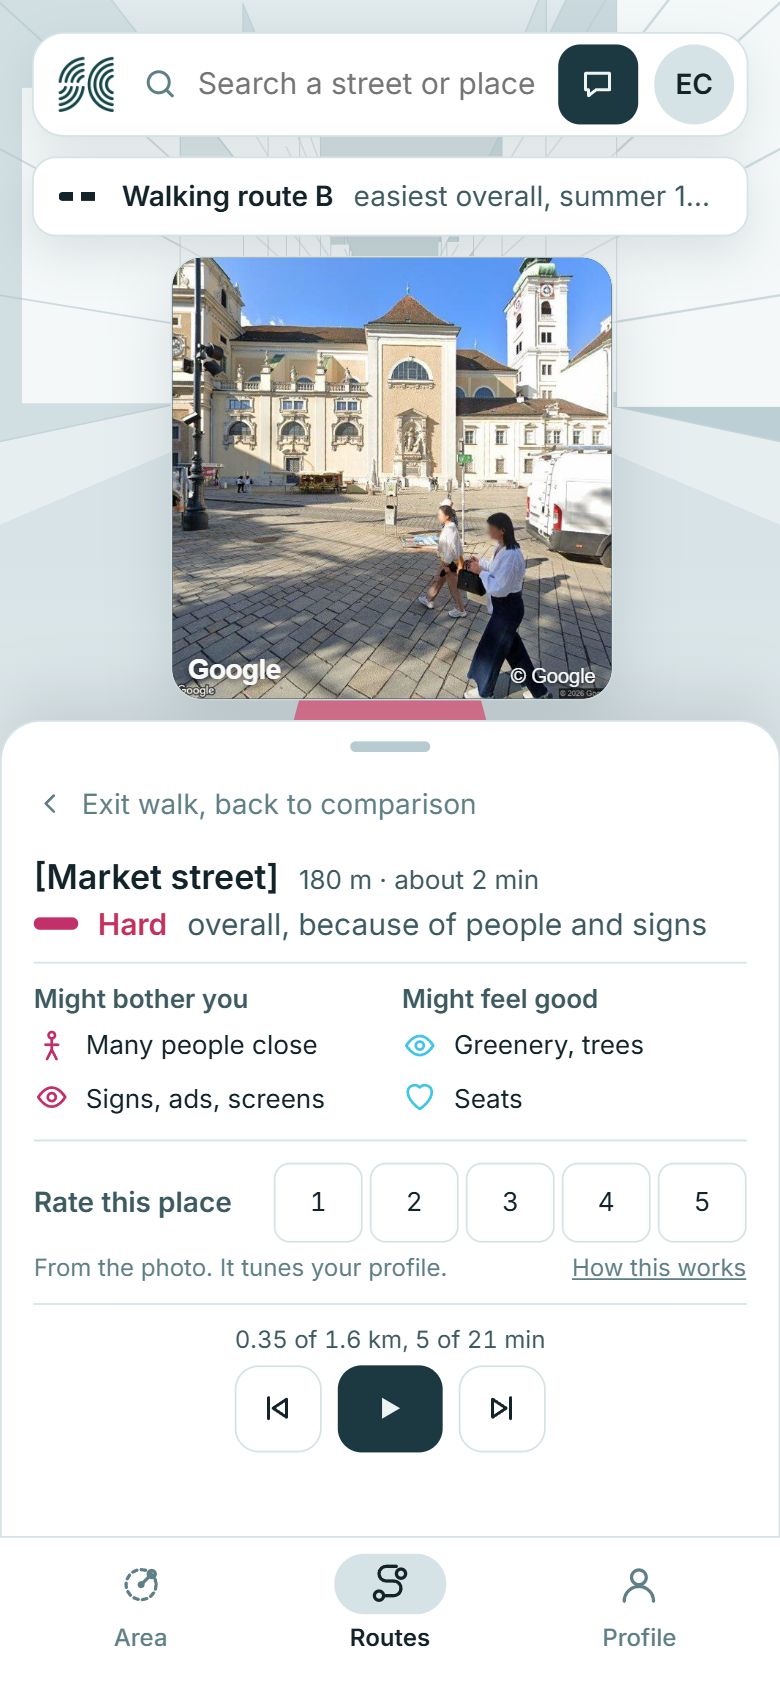 Search a street or place
EC
Walking route B easiest overall, summer 1...
Google
Google
© Google
Exit walk, back to comparison
[Market street] 180 m · about 2 min
Hard overall, because of people and signs
Might bother you
Might feel good
Many people close
Greenery, trees
Signs, ads, screens
Seats
Rate this place 1 2 3 4 5
From the photo. It tunes your profile. How this works
0.35 of 1.6 km, 5 of 21 min
Area
Routes
Profile